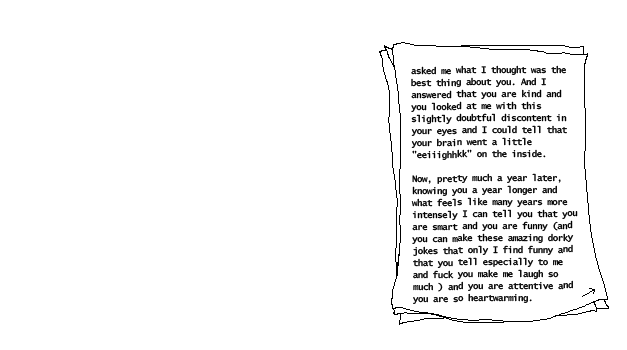 asked me what I thought was the
best thing about you. And I
answered that you are kind and
you looked at me with this
slightly doubtful discontent in
your eyes and I could tell that
your brain went a little
"eeiiighhkk" on the inside.
Now, pretty much a year later,
knowing you a year longer and
what feels like many years more
intensely I can tell you that you
are smart and you are funny (and
you can make these amazing dorky
jokes that only I find funny and
that you tell especially to me
and fuck you make me laugh so
much ) and you are attentive and
you are so heartwarming.